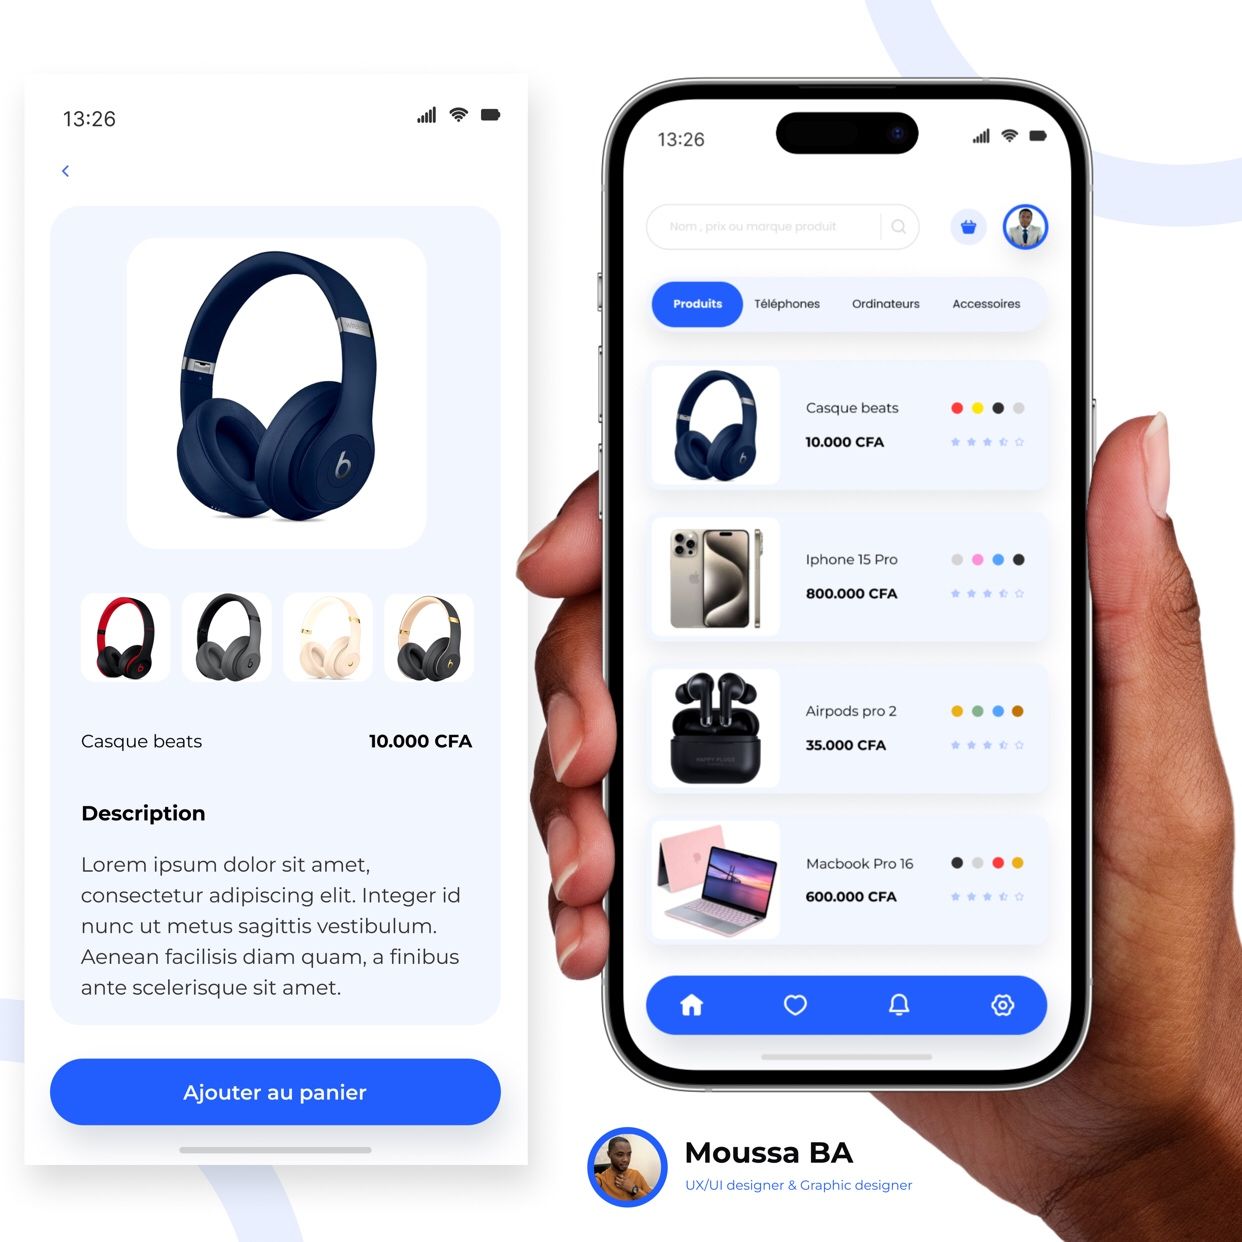 13:26
Casque beats
10.000 CFA
Description
Lorem ipsum dolor sit amet,
consectetur adipiscing elit. Integer id
nunc ut metus sagittis vestibulum.
Aenean facilisis diam quam, a finibus
ante scelerisque sit amet.
Ajouter au panier
13:26
Nom , prix ou marque produit
Produits
Téléphones
Ordinateurs
Accessoires
Casque beats
10.000 CFA
Iphone 15 Pro
800.000 CFA
Airpods pro 2
35.000 CFA
HAPPY PLUGS
Macbook Pro 16
600.000 CFA
Moussa BA
UX/UI designer & Graphic designer